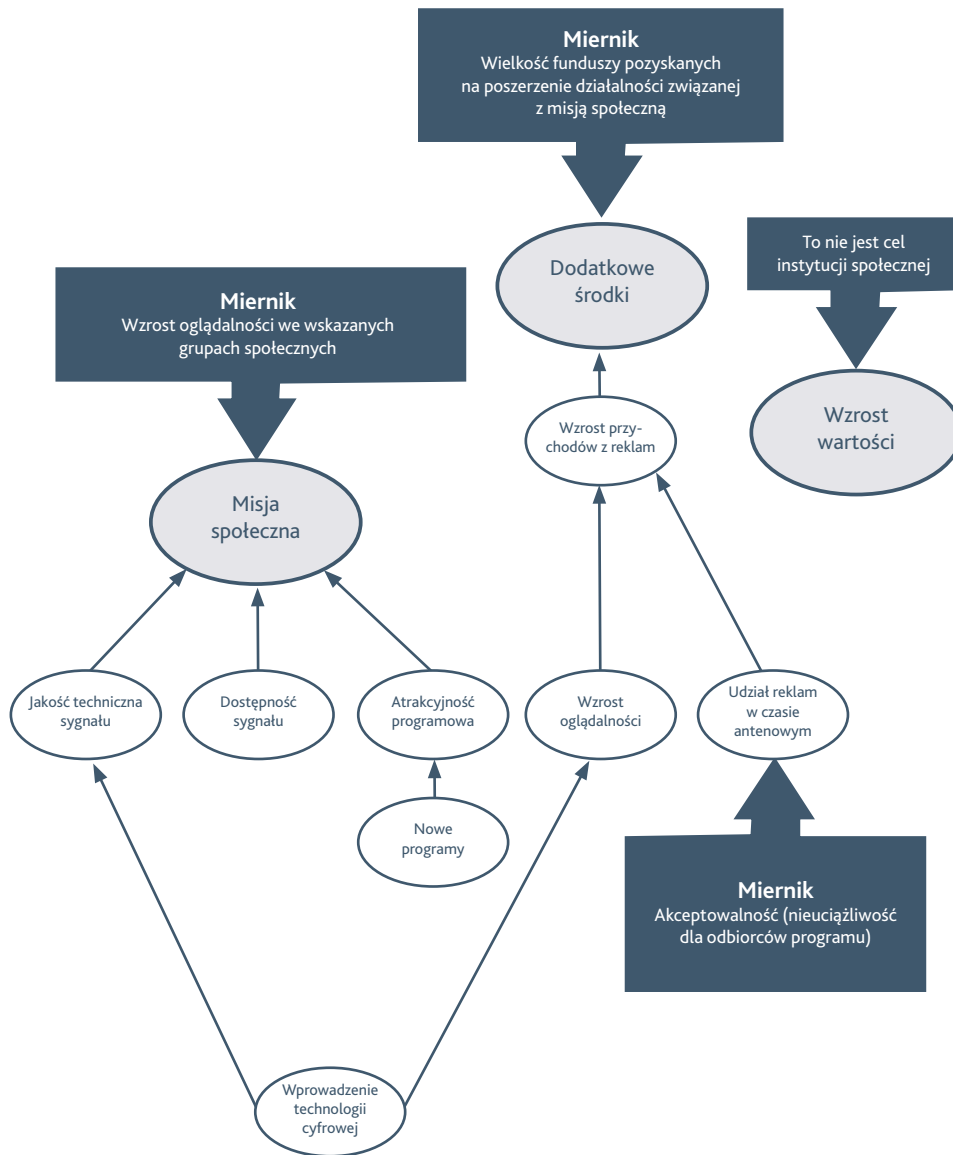 Miernik
Wielkość funduszy pozyskanych
na poszerzenie działalności związanej
z misją społeczną
To nie jest cel
instytucji społecznej
Dodatkowe
środki
Miernik
Wzrost oglądalności we wskazanych
grupach społecznych
Wzrost przy-
chodów z reklam
Wzrost
wartości
Misja
społeczna
Jakość techniczna
sygnału
Dostępność
sygnału
Atrakcyjność
programowa
Wzrost
oglądalności
Udział reklam
w czasie
antenowym
Nowe
programy
Miernik
Akceptowalność (nieuciążliwość
dla odbiorców programu)
Wprowadzenie
technologii
cyfrowej